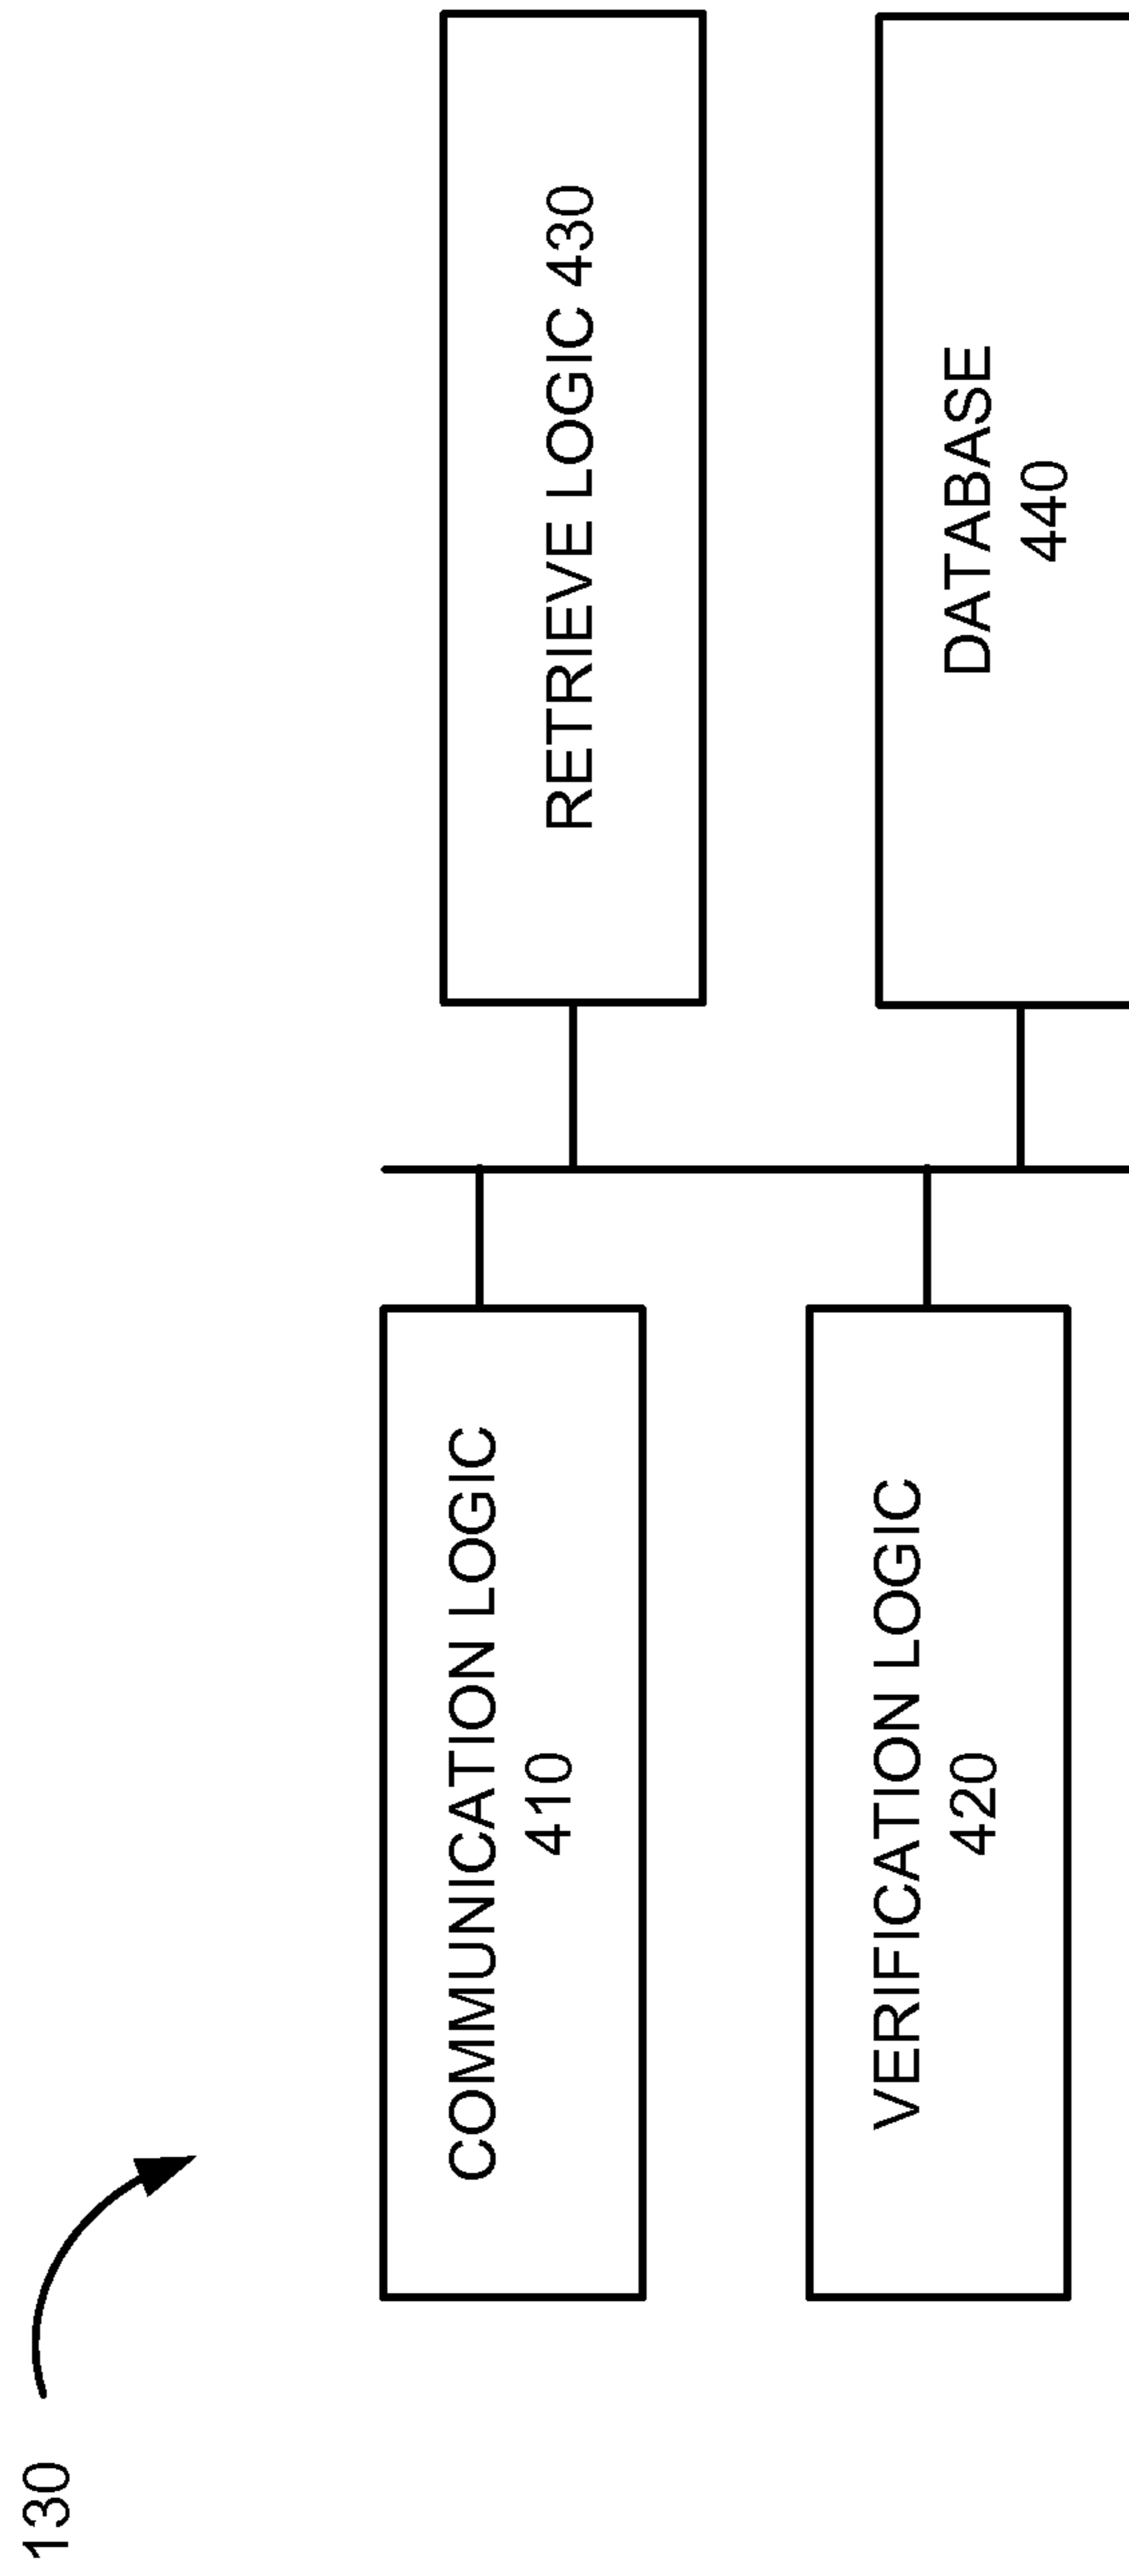 130
COMMUNICATION LOGIC
410
RETRIEVE LOGIC 430
VERIFICATION LOGIC
420
DATABASE
440